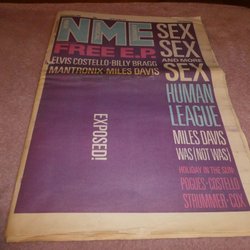 NME
FREE E.P.
ELVIS COSTELLO·BILLY BRAGG
MANTRONIX·MILES DAVIS
SEX
SEX
AND MORE
SEX
HUMAN
LEAGUE
MILES DAVIS
WAS (NOT WAS)
HOLIDAY IN THE SUN
POGUES·COSTELLO
STRUMMER·COX
EXPOSED!